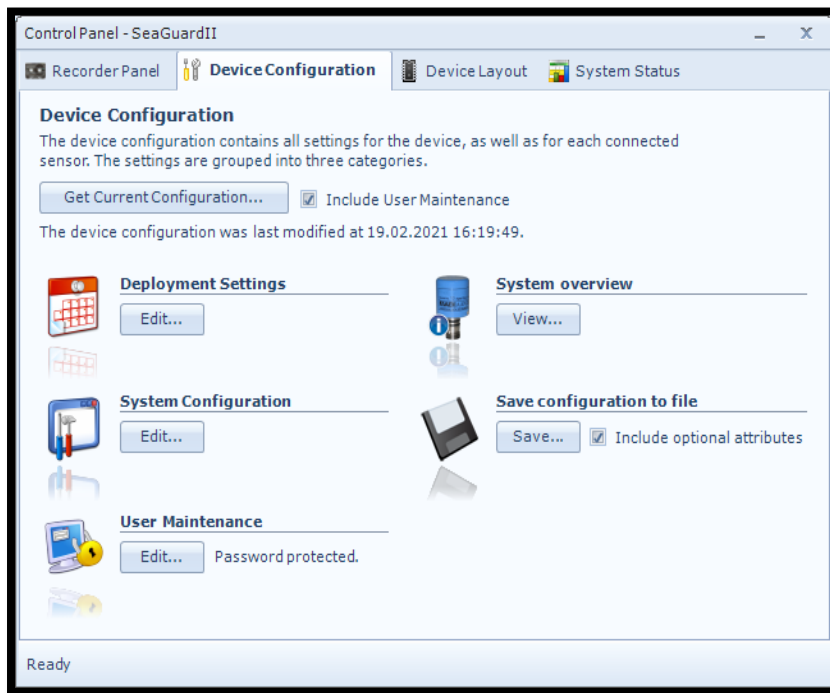 Control Panel - SeaGuardII
Recorder Panel
Device Configuration
Device Layout
System Status
Device Configuration
The device configuration contains all settings for the device, as well as for each connected
sensor. The settings are grouped into three categories.
Get Current Configuration...
Include User Maintenance
The device configuration was last modified at 19.02.2021 16:19:49.
Deployment Settings
Edit...
System overview
View...
System Configuration
Edit...
Save configuration to file
Save...
Include optional attributes
User Maintenance
Edit...
Password protected.
Ready